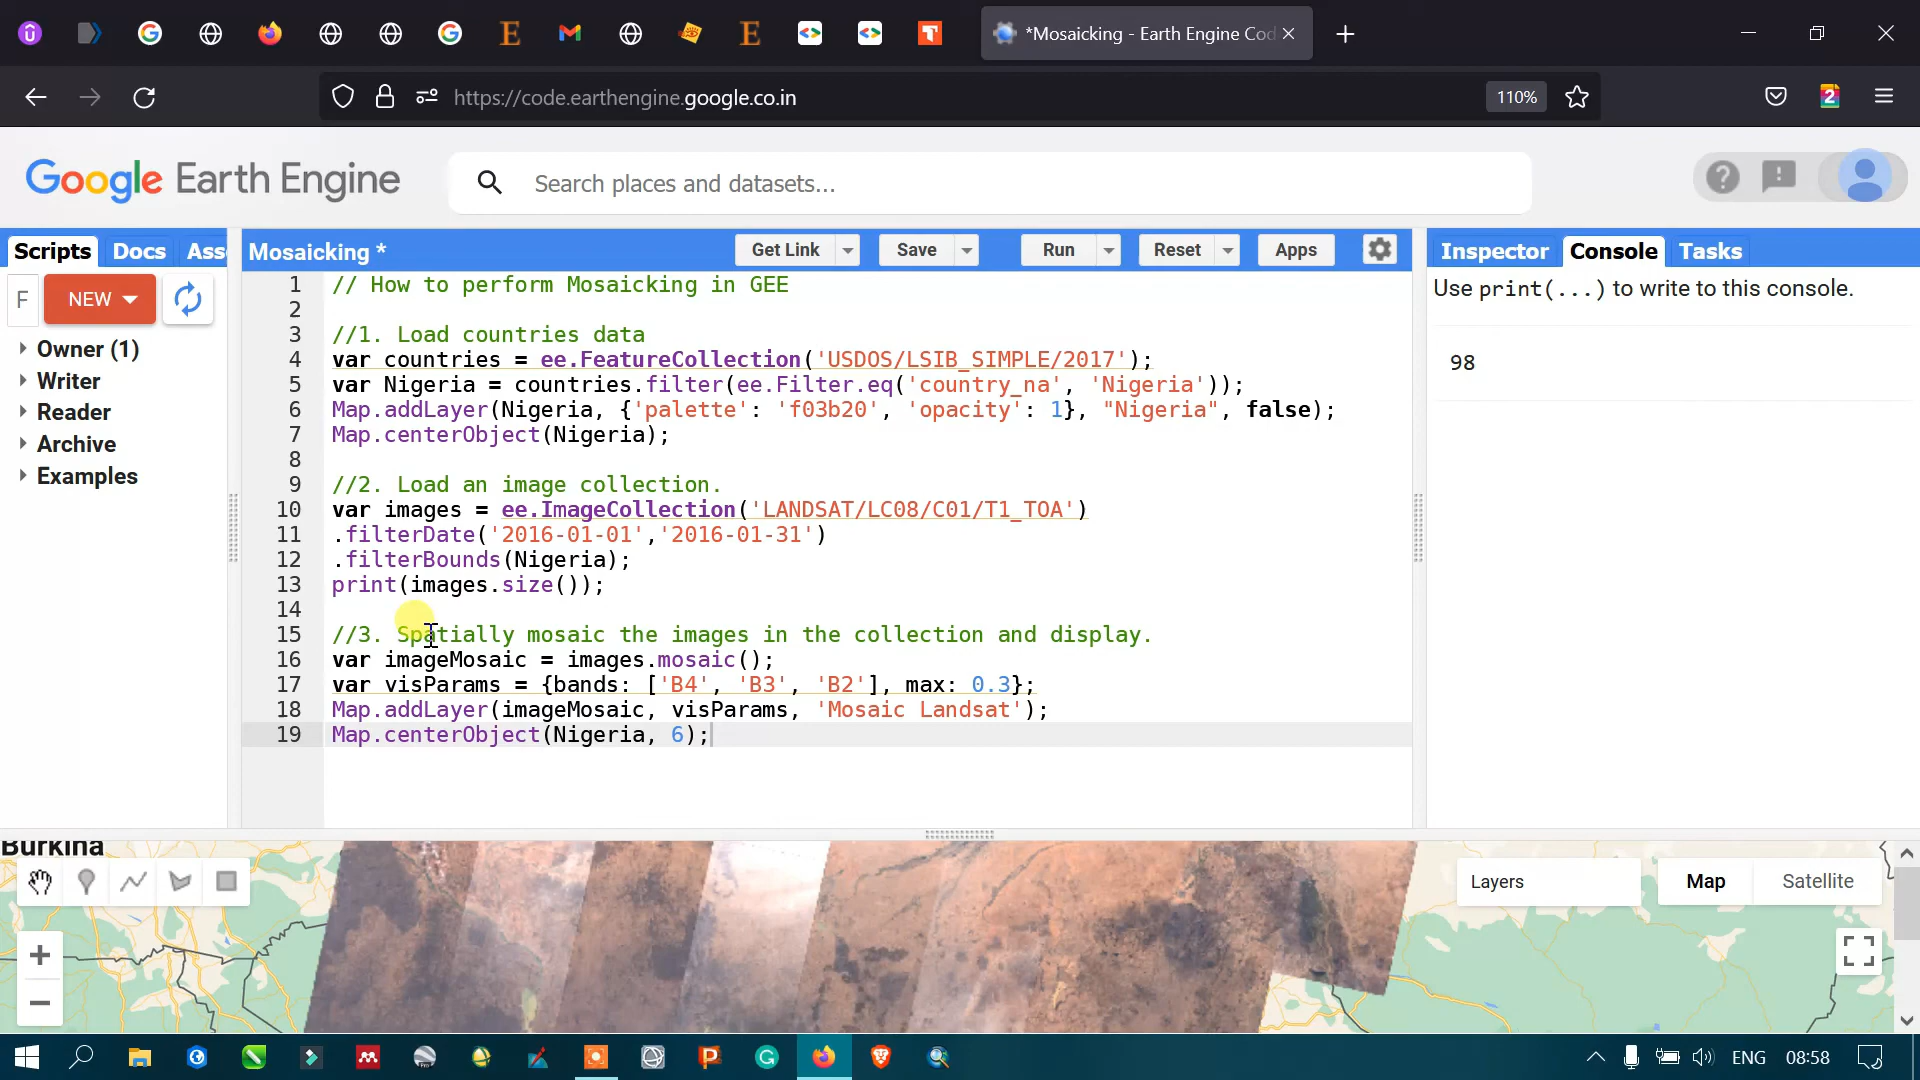 *Mosaicking - Earth Engine Cod
https://code.earthengine.google.co.in
110%
2
Google Earth Engine
Search places and datasets...
Scripts Docs Ass
Mosaicking *
Get Link Save Run Reset Apps
Inspector Console Tasks
F NEW
Owner (1)
Writer
Reader
Archive
Examples
1 // How to perform Mosaicking in GEE
2
3 //1. Load countries data
4 var countries = ee.FeatureCollection('USDOS/LSIB_SIMPLE/2017');
5 var Nigeria = countries.filter(ee.Filter.eq('country_na', 'Nigeria'));
6 Map.addLayer(Nigeria, {'palette': 'f03b20', 'opacity': 1}, "Nigeria", false);
7 Map.centerObject(Nigeria);
8
9 //2. Load an image collection.
10 var images = ee.ImageCollection('LANDSAT/LC08/C01/T1_TOA')
11 .filterDate('2016-01-01','2016-01-31')
12 .filterBounds(Nigeria);
13 print(images.size());
14
15 //3. Spatially mosaic the images in the collection and display.
16 var imageMosaic = images.mosaic();
17 var visParams = {bands: ['B4', 'B3', 'B2'], max: 0.3};
18 Map.addLayer(imageMosaic, visParams, 'Mosaic Landsat');
19 Map.centerObject(Nigeria, 6);
Use print(...) to write to this console.
98
Burkina
Layers
Map Satellite
ENG 08:58